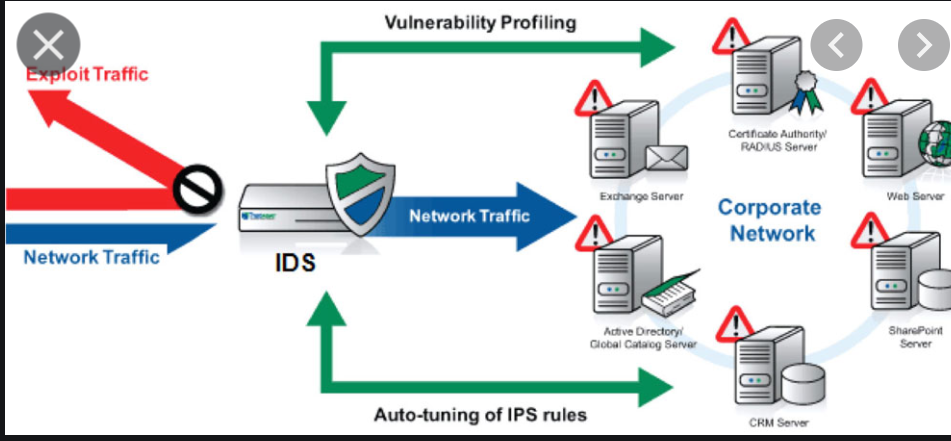 Vulnerability Profiling
Exploit Traffic
Certificate Authority/
RADIUS Server
Exchange Server
Web Server
Network Traffic
Corporate
Network
Network Traffic
IDS
Active Directory/
Global Catalog Server
SharePoint
Server
Auto-tuning of IPS rules
CRM Server